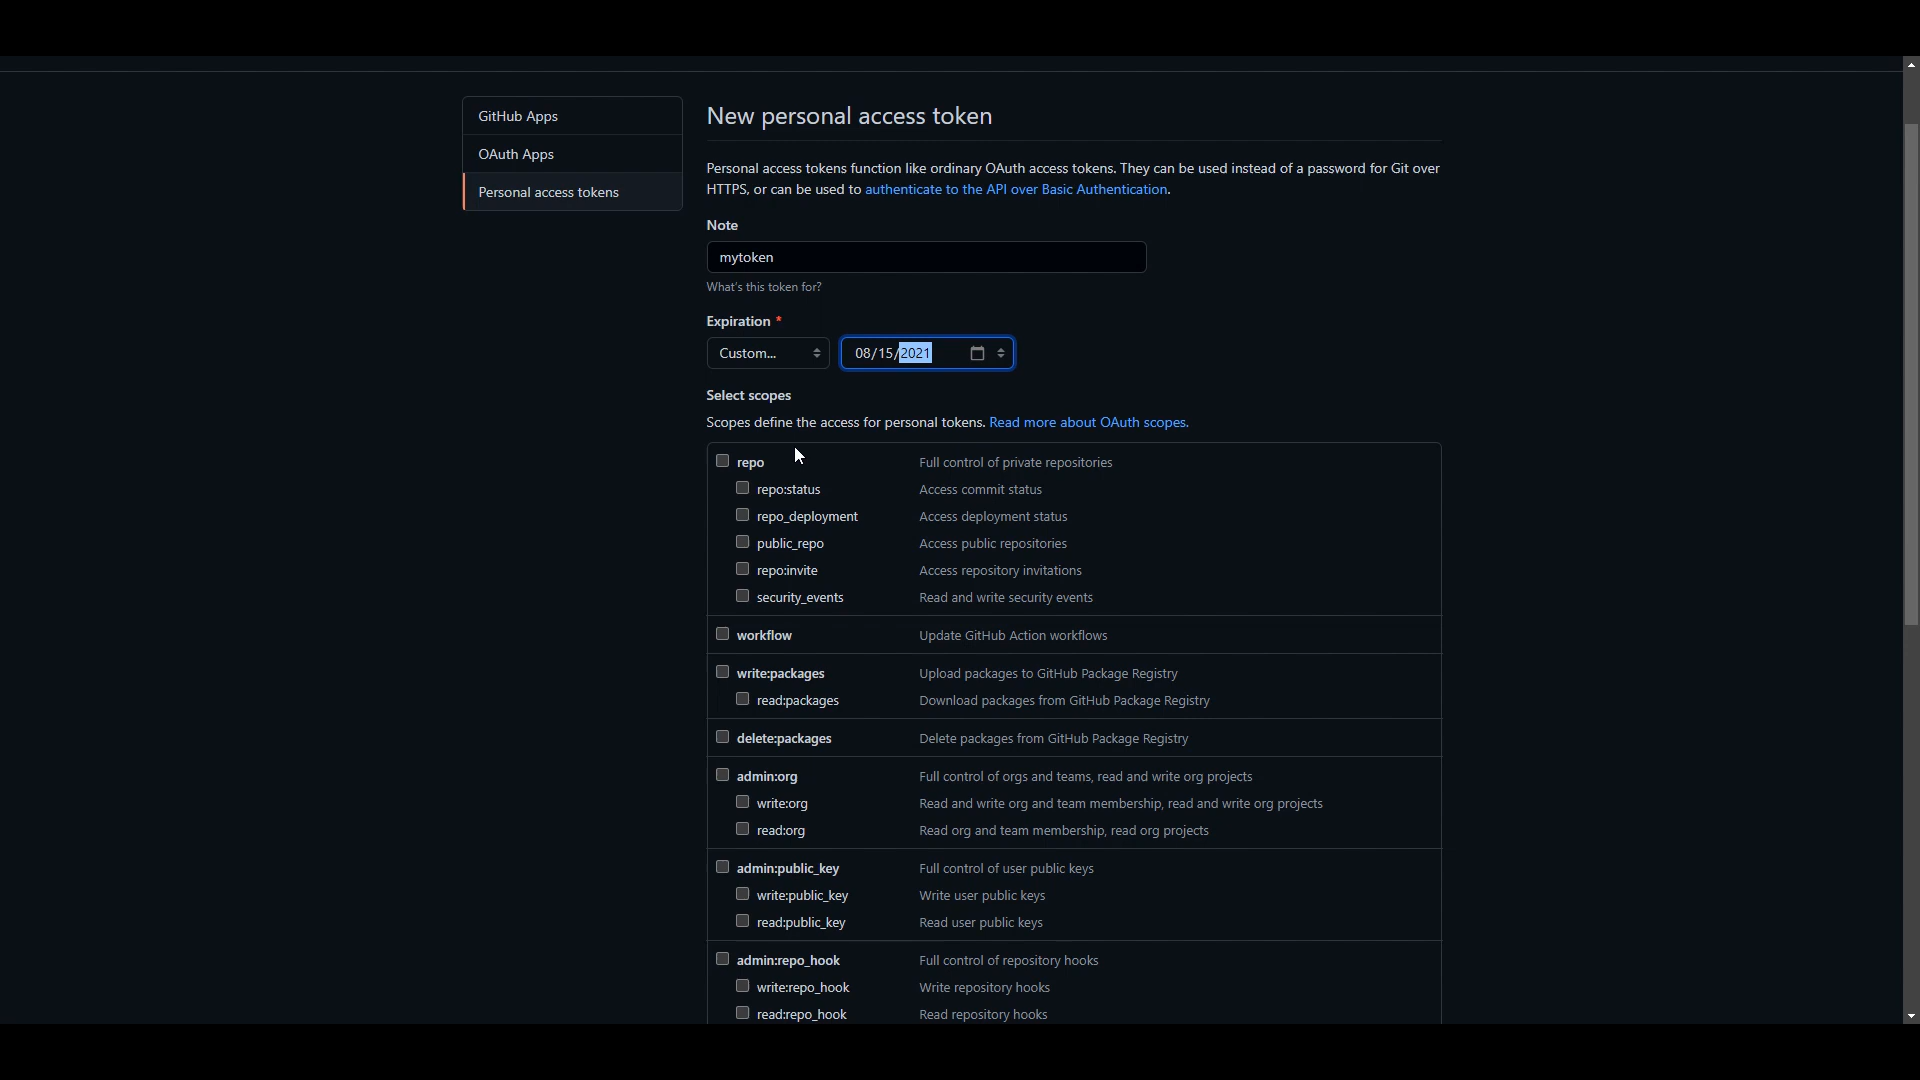 GitHub Apps
OAuth Apps
Personal access tokens
New personal access token
Personal access tokens function like ordinary OAuth access tokens. They can be used instead of a password for Git over
HTTPS, or can be used to authenticate to the API over Basic Authentication.
Note
mytoken
What's this token for?
Expiration *
Custom... 08/15/2021
Select scopes
Scopes define the access for personal tokens. Read more about OAuth scopes.
repo Full control of private repositories
repo:status Access commit status
repo_deployment Access deployment status
public_repo Access public repositories
repo:invite Access repository invitations
security_events Read and write security events
workflow Update GitHub Action workflows
write:packages Upload packages to GitHub Package Registry
read:packages Download packages from GitHub Package Registry
delete:packages Delete packages from GitHub Package Registry
admin:org Full control of orgs and teams, read and write org projects
write:org Read and write org and team membership, read and write org projects
read:org Read org and team membership, read org projects
admin:public_key Full control of user public keys
write:public_key Write user public keys
read:public_key Read user public keys
admin:repo_hook Full control of repository hooks
write:repo_hook Write repository hooks
read:repo_hook Read repository hooks